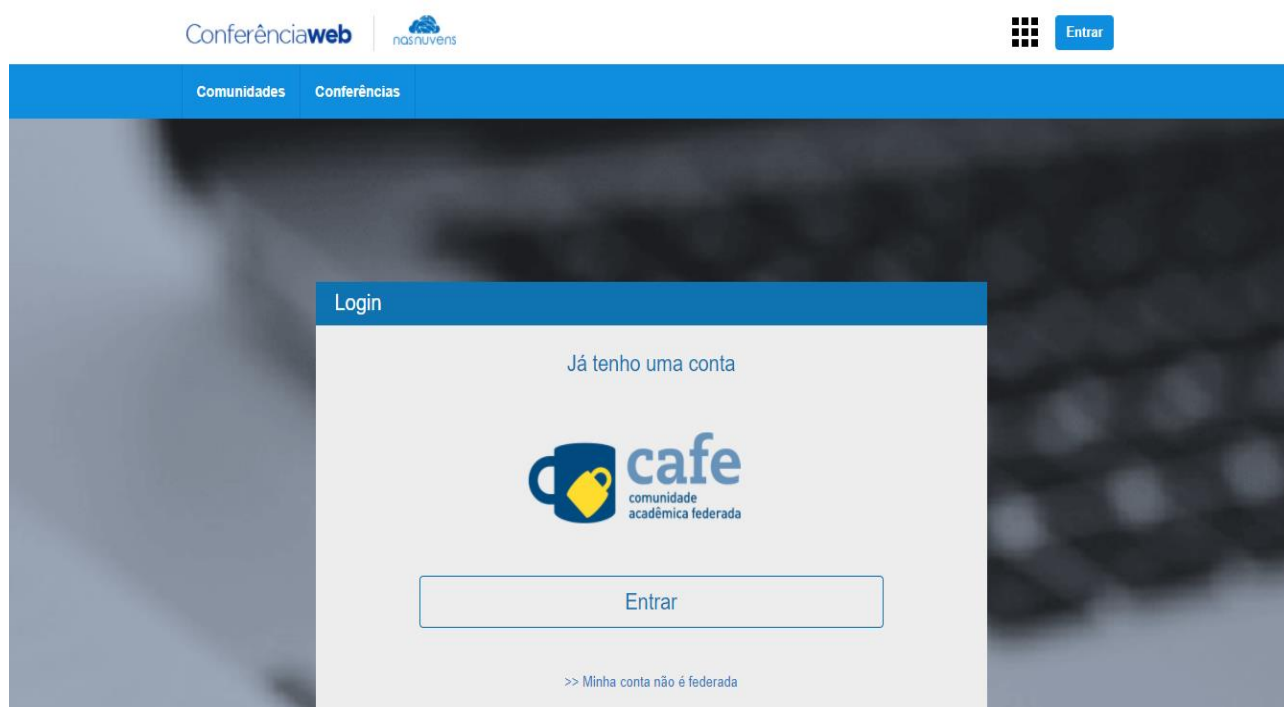 Conferênciaweb
nasnuvens
Entrar
Comunidades
Conferências
Login
Já tenho uma conta
cafe
comunidade
acadêmica federada
Entrar
>> Minha conta não é federada